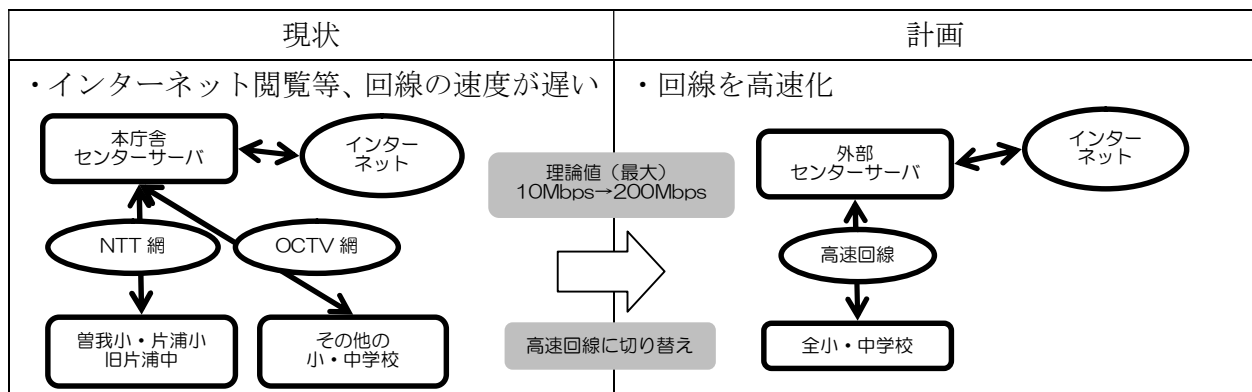 現状
計画
・インターネット閲覧等、回線の速度が遅い
・回線を高速化
本庁舎
センターサーバ
インター
ネット
理論値（最大）
10Mbps→200Mbps
外部
センターサーバ
インター
ネット
NTT 網
OCTV 網
高速回線
曽我小・片浦小
旧片浦中
その他の
小・中学校
高速回線に切り替え
全小・中学校